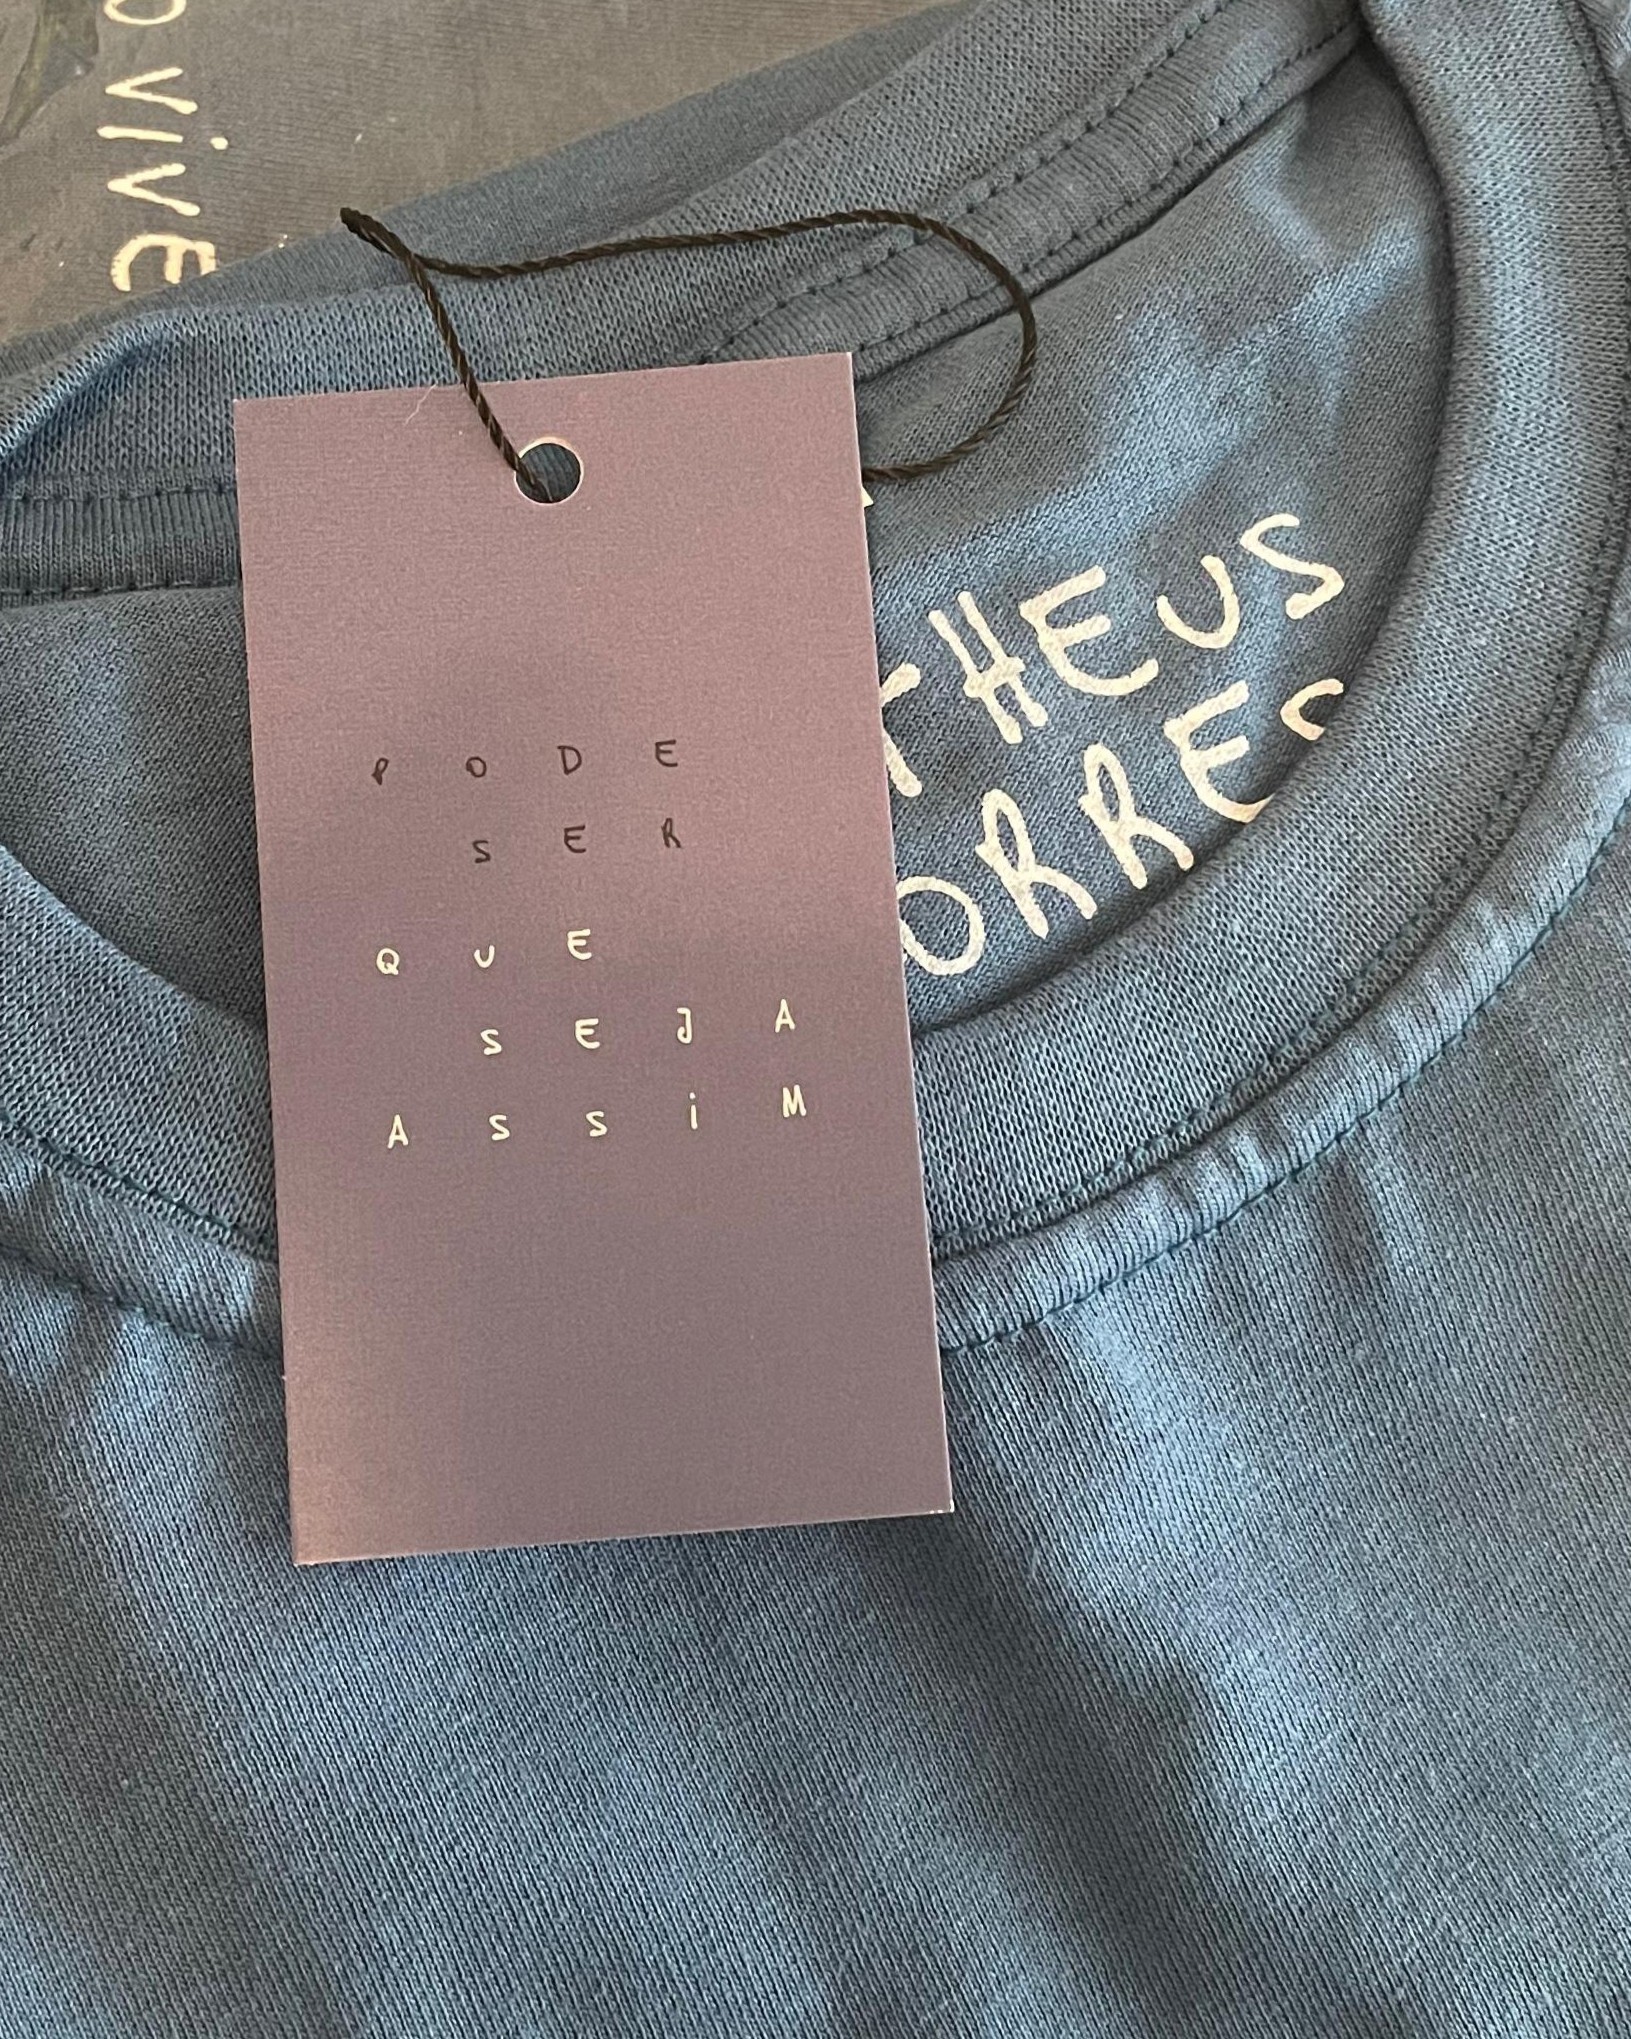 VivE
PODE
SER
QUE
SEJA
ASSiM
THEUS
ORRES